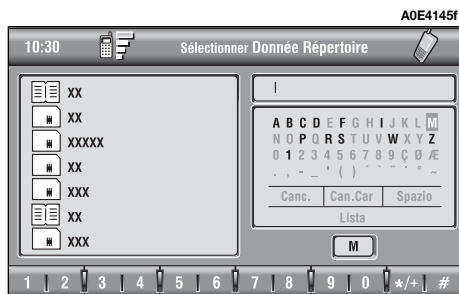 A0E4145f
10:30 Sélectionner Donnée Répertoire
xx
xx
xxxxx
xx
xxx
xx
xxx
|
A B C D E F G H I J K L M
N O P Q R S T U V W X Y Z
0 1 2 3 4 5 6 7 8 9 Ç Ø Æ
. , - _ ' ( ) ´ ` ¨ ^ ° ~
Canc. Can.Car Spazio
Lista
M
1 2 3 4 5 6 7 8 9 0 */+ #